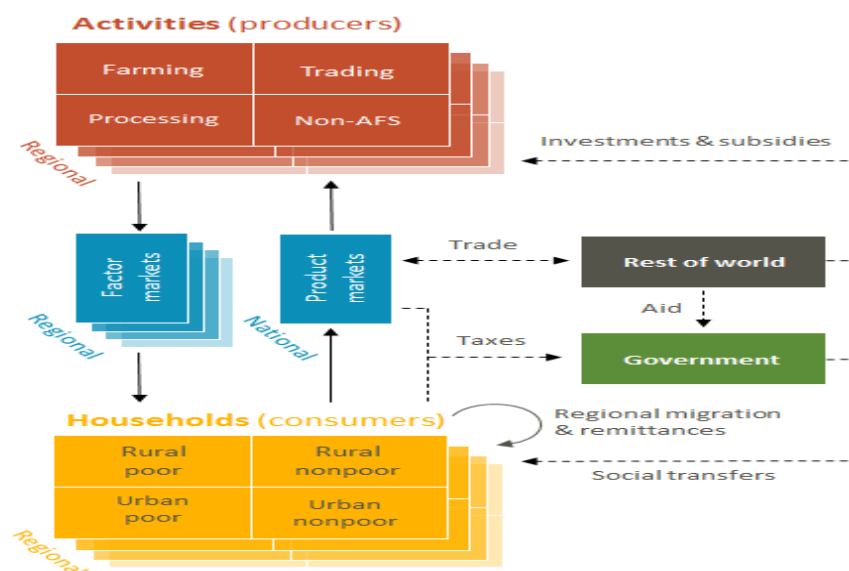 Activities (producers)
Farming
Trading
Processing
Non-AFS
Regional
Investments & subsidies
Factor
markets
Regional
Product
markets
National
Trade
Rest of world
Aid
Taxes
Government
Households (consumers)
Regional migration
& remittances
Rural
poor
Rural
nonpoor
Social transfers
Urban
poor
Urban
nonpoor
Regional